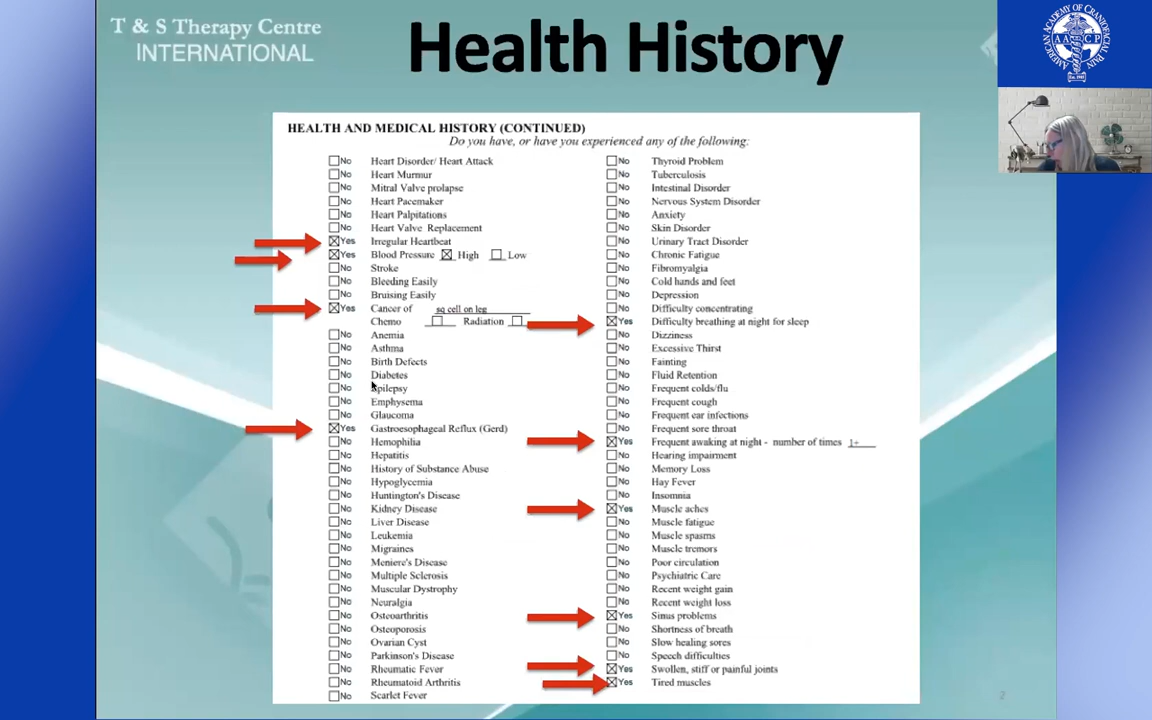 T & S Therapy Centre
INTERNATIONAL
Health History
AMERICAN ACADEMY OF CRANIOFACIAL PAIN
AACP
Est. 1985
HEALTH AND MEDICAL HISTORY (CONTINUED)
Do you have, or have you experienced any of the following:
No Heart Disorder/ Heart Attack
No Heart Murmur
No Mitral Valve prolapse
No Heart Pacemaker
No Heart Palpitations
No Heart Valve Replacement
Yes Irregular Heartbeat
Yes Blood Pressure High Low
No Stroke
No Bleeding Easily
No Bruising Easily
Yes Cancer of sq cell on leg
Chemo Radiation
No Anemia
No Asthma
No Birth Defects
No Diabetes
No Epilepsy
No Emphysema
No Glaucoma
Yes Gastroesophageal Reflux (Gerd)
No Hemophilia
No Hepatitis
No History of Substance Abuse
No Hypoglycemia
No Huntington's Disease
No Kidney Disease
No Liver Disease
No Leukemia
No Migraines
No Meniere's Disease
No Multiple Sclerosis
No Muscular Dystrophy
No Neuralgia
No Osteoarthritis
No Osteoporosis
No Ovarian Cyst
No Parkinson's Disease
No Rheumatic Fever
No Rheumatoid Arthritis
No Scarlet Fever
No Thyroid Problem
No Tuberculosis
No Intestinal Disorder
No Nervous System Disorder
No Anxiety
No Skin Disorder
No Urinary Tract Disorder
No Chronic Fatigue
No Fibromyalgia
No Cold hands and feet
No Depression
No Difficulty concentrating
Yes Difficulty breathing at night for sleep
No Dizziness
No Excessive Thirst
No Fainting
No Fluid Retention
No Frequent colds/flu
No Frequent cough
No Frequent ear infections
No Frequent sore throat
Yes Frequent awaking at night - number of times 1+
No Hearing impairment
No Memory Loss
No Hay Fever
No Insomnia
Yes Muscle aches
No Muscle fatigue
No Muscle spasms
No Muscle tremors
No Poor circulation
No Psychiatric Care
No Recent weight gain
No Recent weight loss
Yes Sinus problems
No Shortness of breath
No Slow healing sores
No Speech difficulties
Yes Swollen, stiff or painful joints
Yes Tired muscles
2